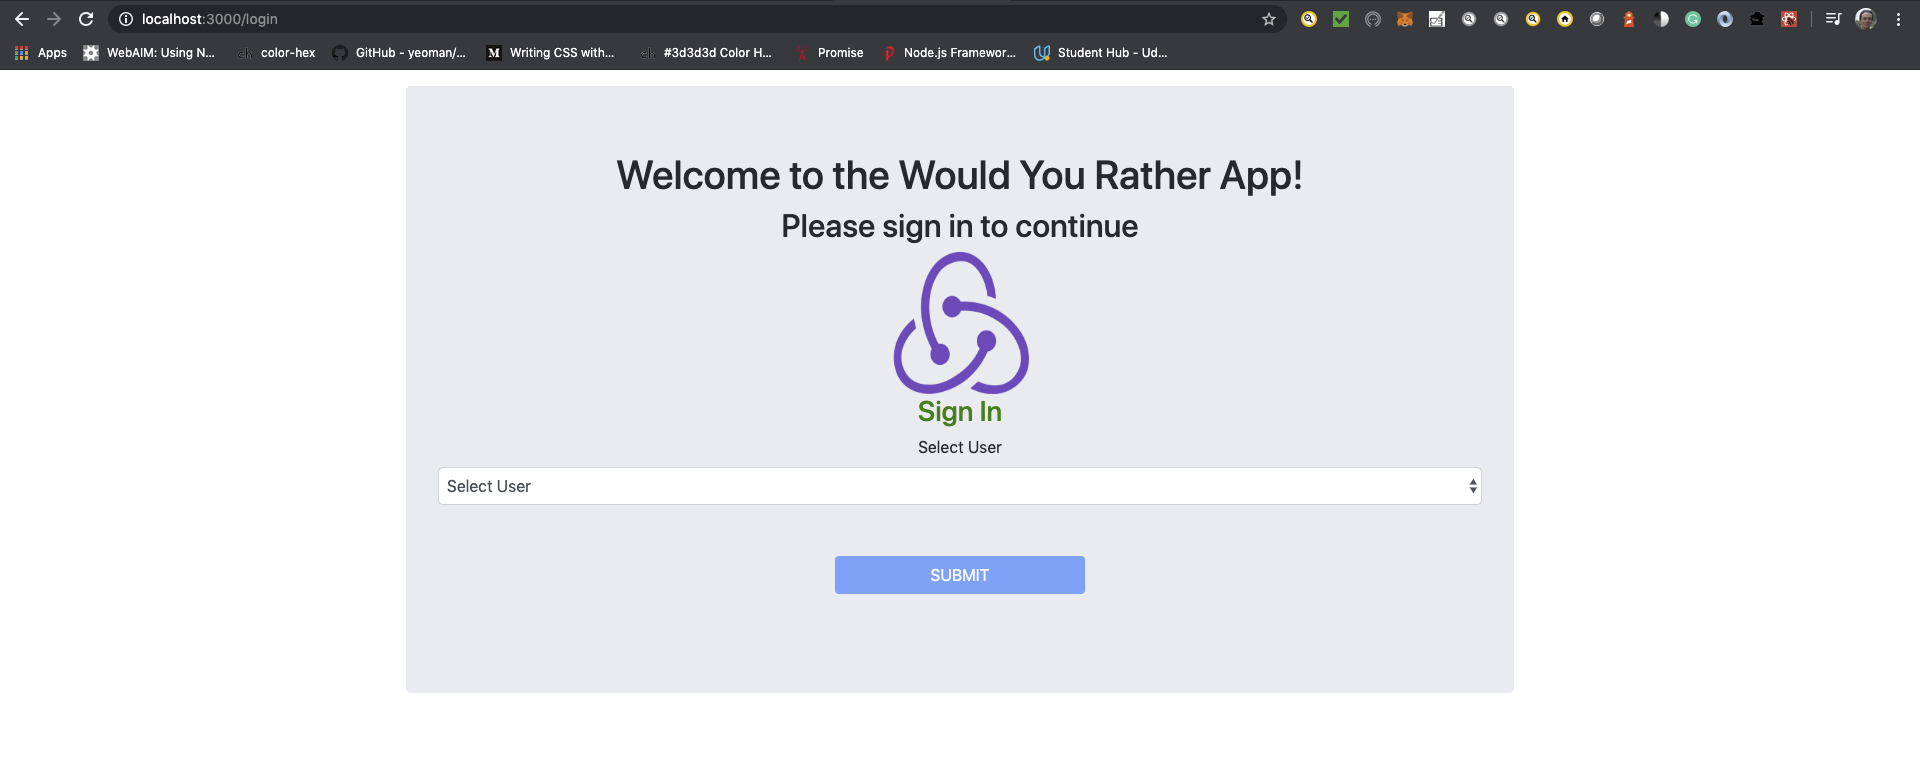 localhost:3000/login
Apps WebAIM: Using N... color-hex GitHub - yeoman/... Writing CSS with... #3d3d3d Color H... Promise Node.js Framewor... Student Hub - Ud...
Welcome to the Would You Rather App!
Please sign in to continue
Sign In
Select User
Select User
SUBMIT